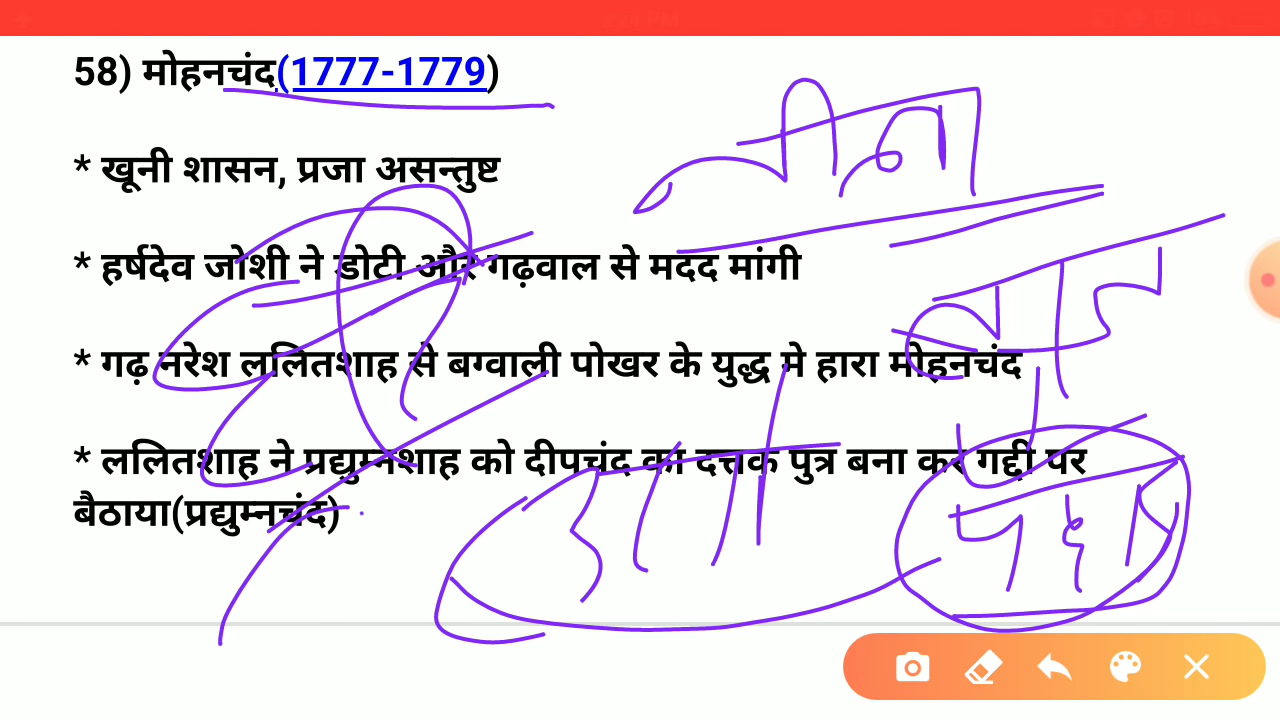 58) मोहनचंद(1777-1779)
* खूनी शासन, प्रजा असन्तुष्ट
* हर्षदेव जोशी ने डोटी और गढ़वाल से मदद मांगी
* गढ़ नरेश ललितशाह से बग्वाली पोखर के युद्ध मे हारा मोहनचंद
* ललितशाह ने प्रद्युम्नशाह को दीपचंद का दत्तक पुत्र बना कर गद्दी पर
बैठाया(प्रद्युम्नचंद)